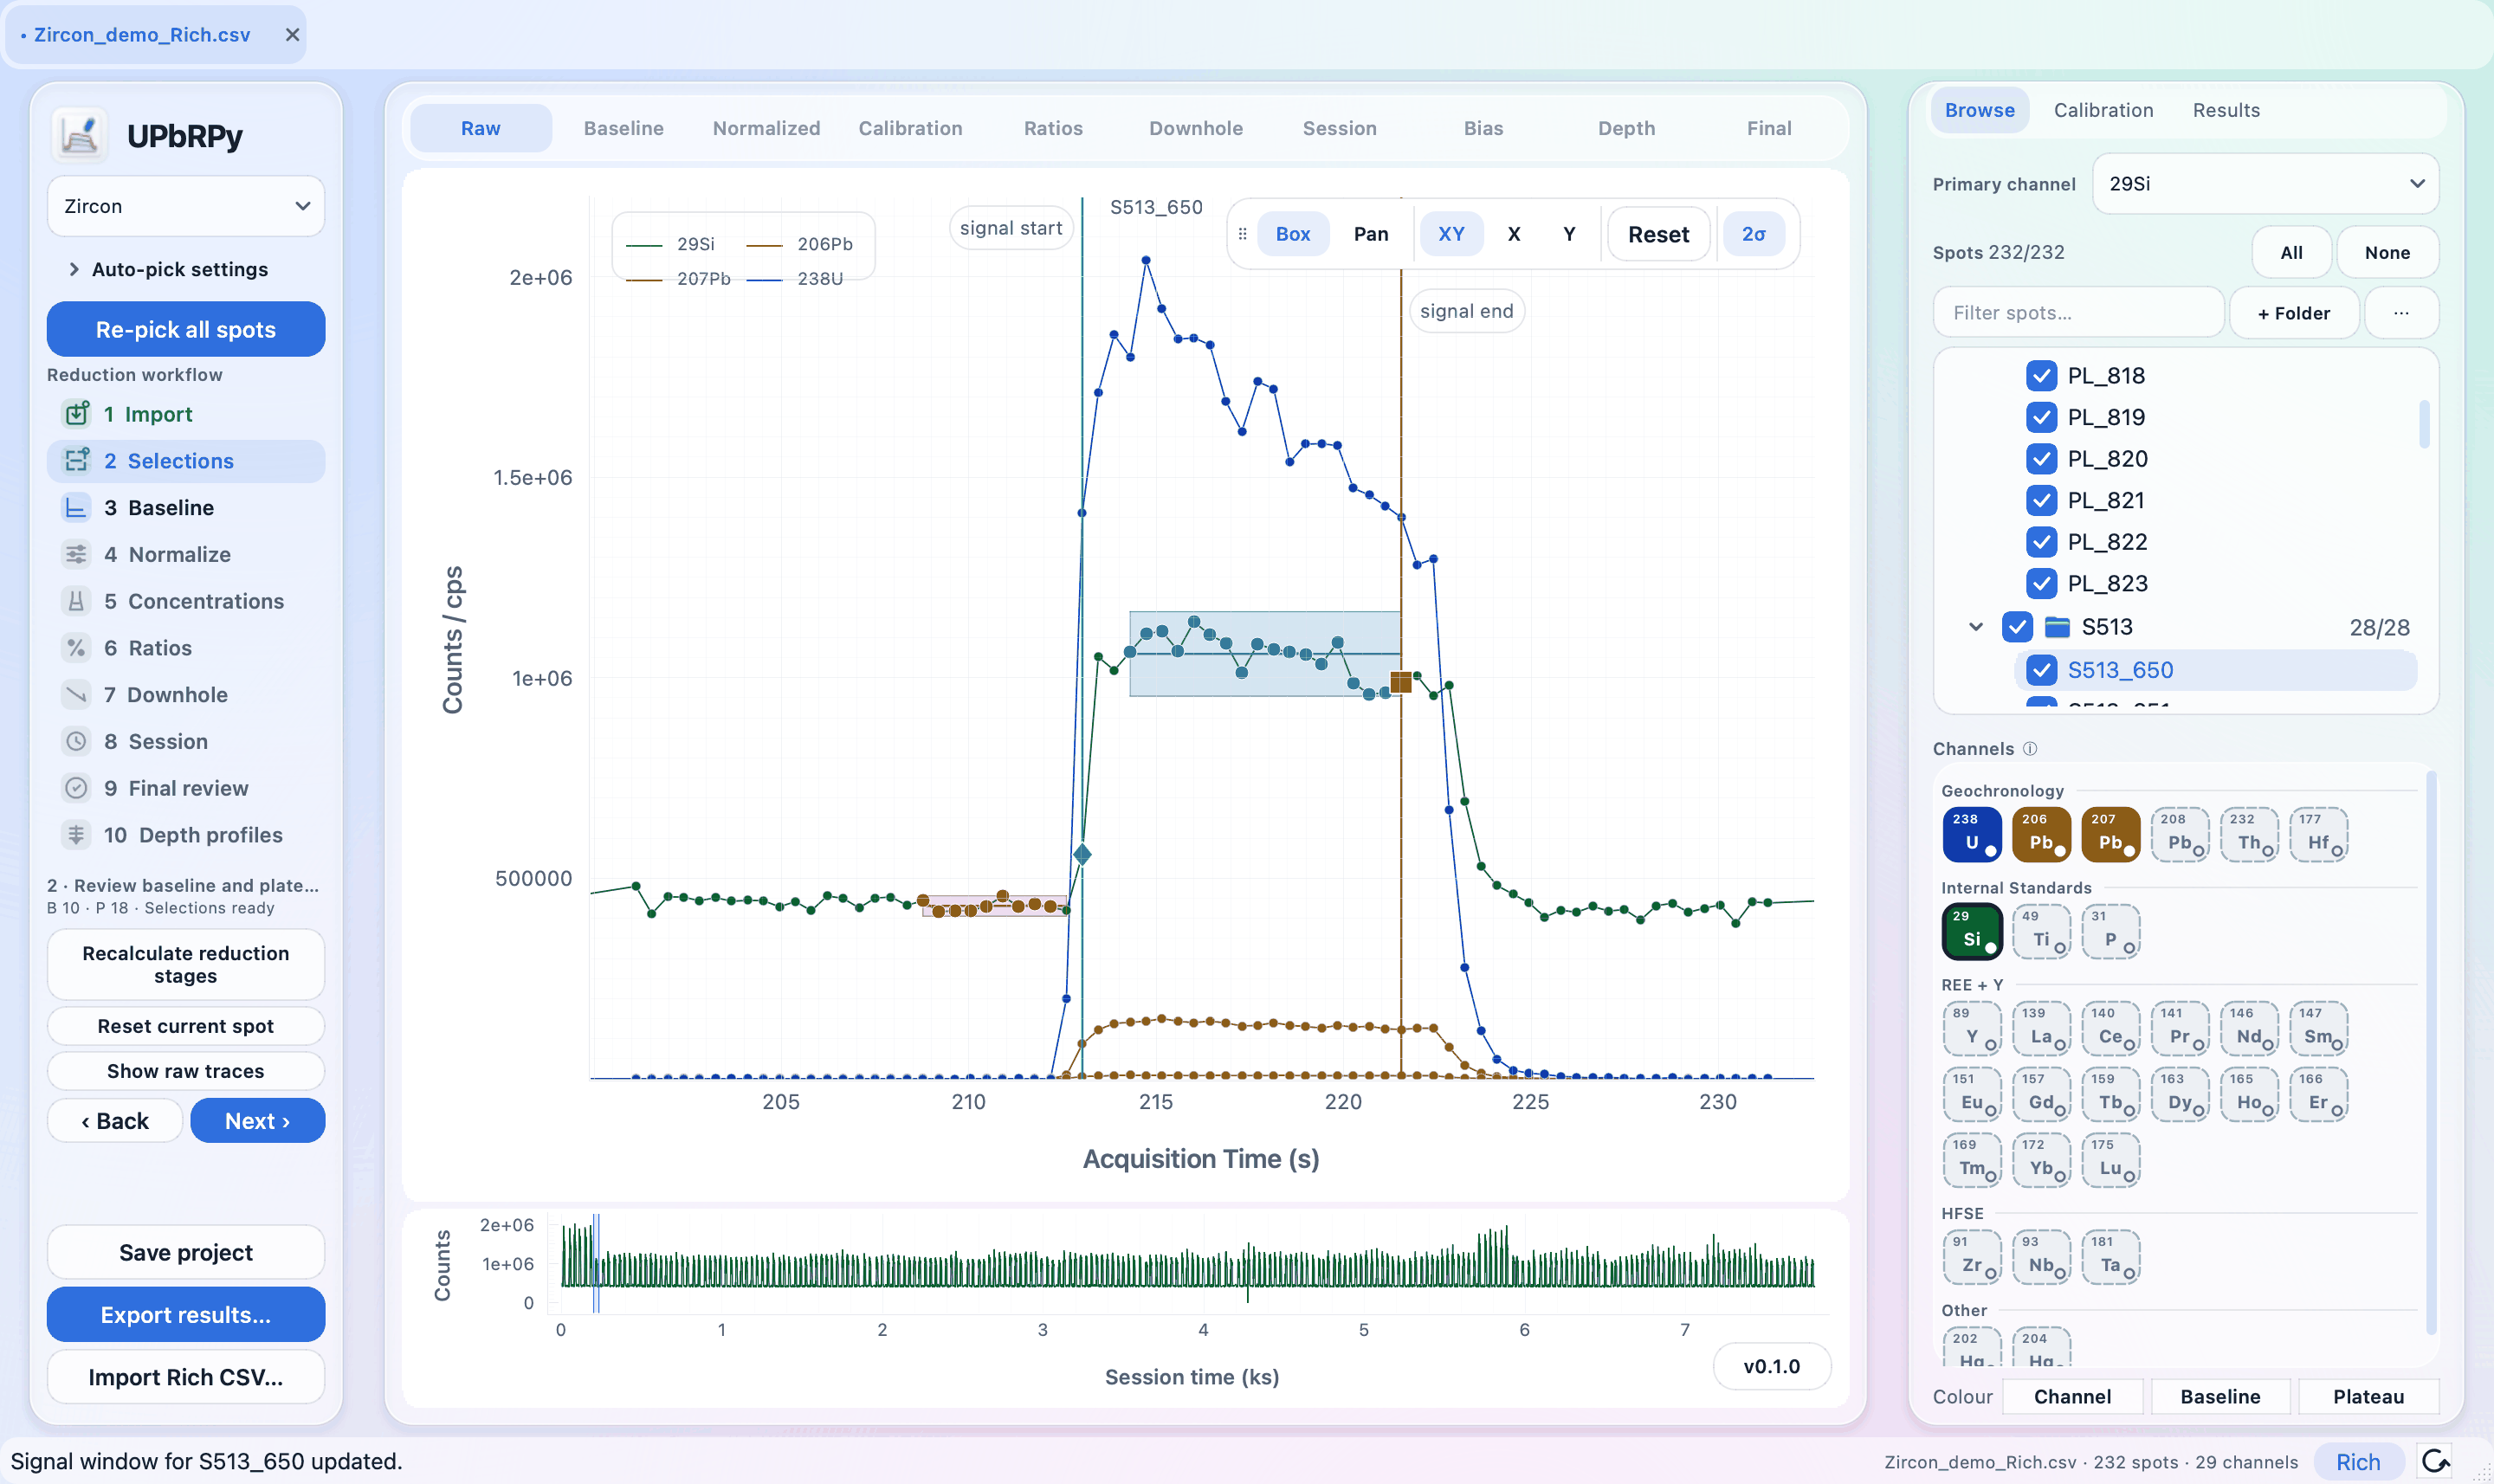 • Zircon_demo_Rich.csv ×
UPbRPy
Zircon
Auto-pick settings
Re-pick all spots
Reduction workflow
1 Import
2 Selections
3 Baseline
4 Normalize
5 Concentrations
6 Ratios
7 Downhole
8 Session
9 Final review
10 Depth profiles
2 · Review baseline and plate...
B 10 · P 18 · Selections ready
Recalculate reduction
stages
Reset current spot
Show raw traces
‹ Back Next ›
Save project
Export results...
Import Rich CSV...
Raw Baseline Normalized Calibration Ratios Downhole Session Bias Depth Final
S513_650
signal start
29Si 206Pb
207Pb 238U
Box Pan XY X Y Reset 2σ
signal end
2e+06
1.5e+06
1e+06
500000
Counts / cps
205 210 215 220 225 230
Acquisition Time (s)
2e+06
1e+06
0
Counts
0 1 2 3 4 5 6 7
Session time (ks)
v0.1.0
Browse Calibration Results
Primary channel 29Si
Spots 232/232 All None
Filter spots... + Folder ...
PL_818
PL_819
PL_820
PL_821
PL_822
PL_823
S513 28/28
S513_650
Channels ⓘ
Geochronology
238 U 206 Pb 207 Pb 208 Pb 232 Th 177 Hf
Internal Standards
29 Si 49 Ti 31 P
REE + Y
89 Y 139 La 140 Ce 141 Pr 146 Nd 147 Sm
151 Eu 157 Gd 159 Tb 163 Dy 165 Ho 166 Er
169 Tm 172 Yb 175 Lu
HFSE
91 Zr 93 Nb 181 Ta
Other
202 Hg 204 Hg
Colour Channel Baseline Plateau
Signal window for S513_650 updated.
Zircon_demo_Rich.csv · 232 spots · 29 channels Rich